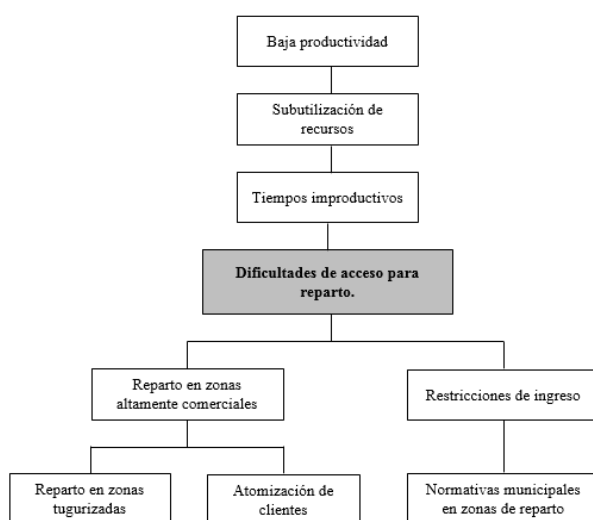 Baja productividad
Subutilización de
recursos
Tiempos improductivos
Dificultades de acceso para
reparto.
Reparto en zonas
altamente comerciales
Restricciones de ingreso
Reparto en zonas
tugurizadas
Atomización de
clientes
Normativas municipales
en zonas de reparto